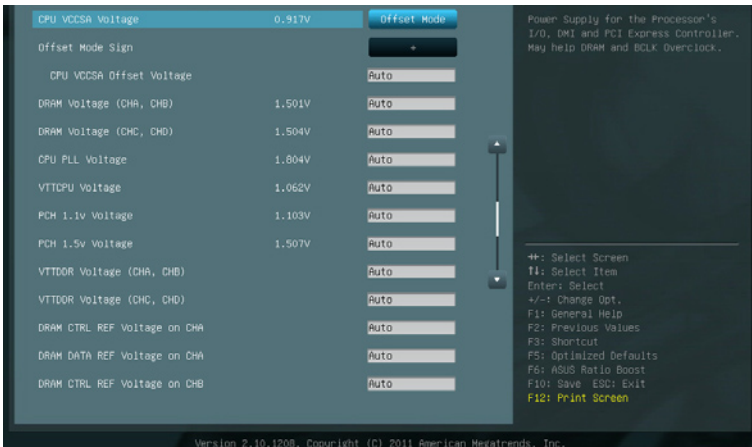 CPU VCCSA Voltage 0.917V Offset Mode
Offset Mode Sign +
CPU VCCSA Offset Voltage Auto
DRAM Voltage (CHA, CHB) 1.501V Auto
DRAM Voltage (CHC, CHD) 1.504V Auto
CPU PLL Voltage 1.804V Auto
VTTCPU Voltage 1.062V Auto
PCH 1.1v Voltage 1.103V Auto
PCH 1.5v Voltage 1.507V Auto
VTTDDR Voltage (CHA, CHB) Auto
VTTDDR Voltage (CHC, CHD) Auto
DRAM CTRL REF Voltage on CHA Auto
DRAM DATA REF Voltage on CHA Auto
DRAM CTRL REF Voltage on CHB Auto
Power Supply for the Processor's
I/O, DMI and PCI Express Controller.
May help DRAM and BCLK Overclock.
→←: Select Screen
↑↓: Select Item
Enter: Select
+/-: Change Opt.
F1: General Help
F2: Previous Values
F3: Shortcut
F5: Optimized Defaults
F6: ASUS Ratio Boost
F10: Save ESC: Exit
F12: Print Screen
Version 2.10.1208. Copyright (C) 2011 American Megatrends, Inc.